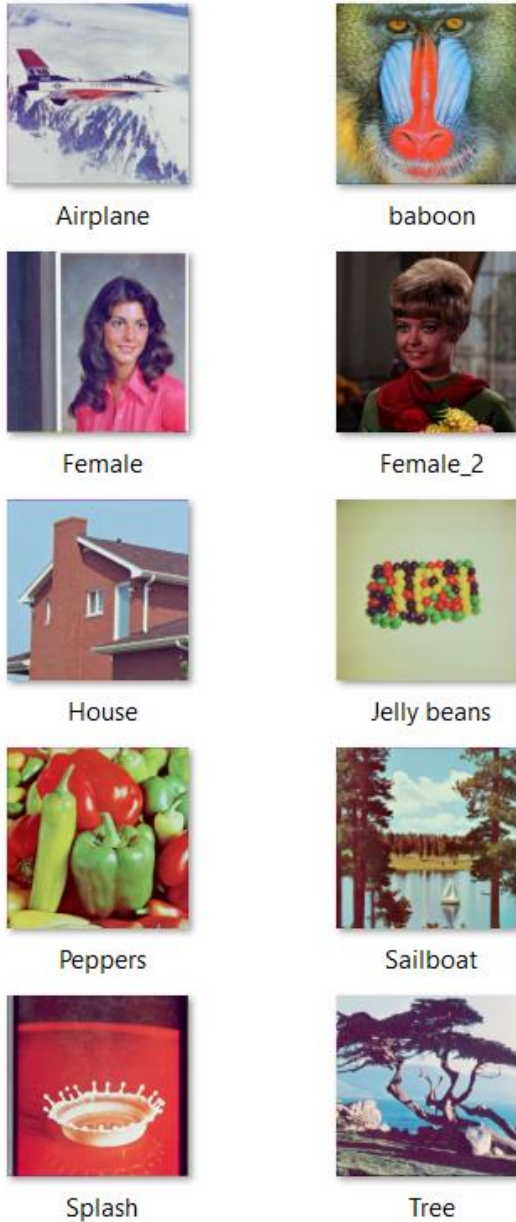 Airplane
baboon
Female
Female_2
House
Jelly beans
Peppers
Sailboat
Splash
Tree